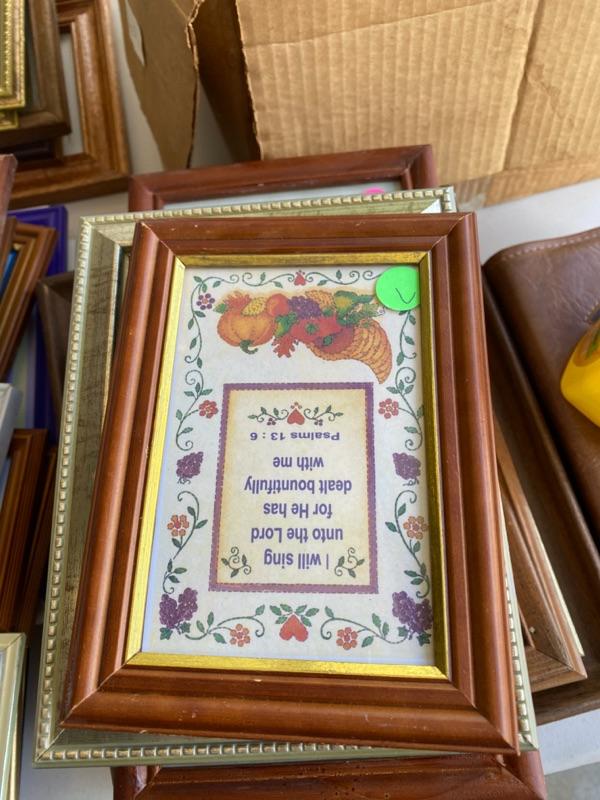 I will sing
unto the Lord
for He has
dealt bountifully
with me
Psalms 13 : 6